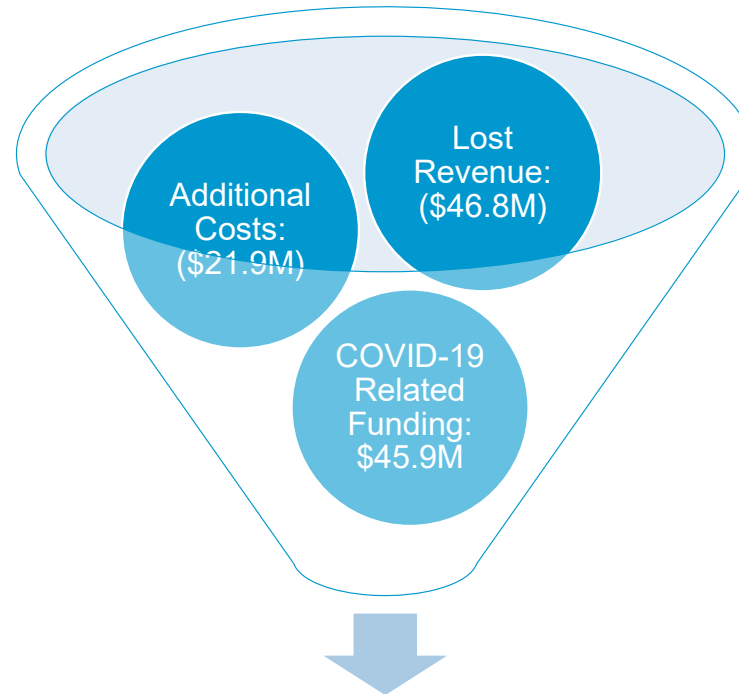 Additional
Costs:
($21.9M)
Lost
Revenue:
($46.8M)
COVID-19
Related
Funding:
$45.9M